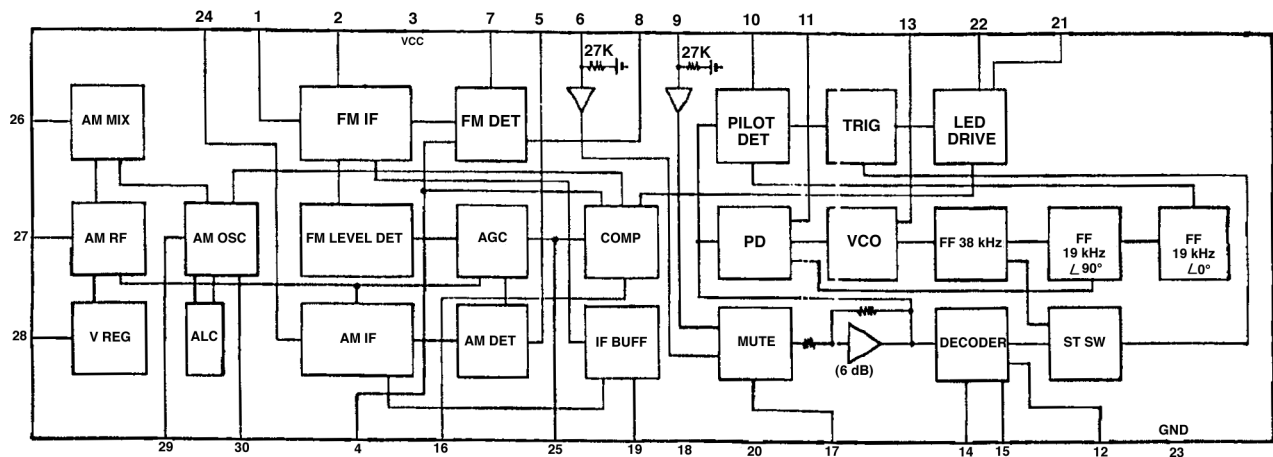 24 1 2 3 7 5 6 8 9 10 11 13 22 21
VCC
27K 27K
26
AM MIX
FM IF
FM DET
PILOT
DET
TRIG
LED
DRIVE
27
AM RF
AM OSC
FM LEVEL DET
AGC
COMP
PD
VCO
FF 38 kHz
FF
19 kHz
∠90°
FF
19 kHz
∠0°
28
V REG
ALC
AM IF
AM DET
IF BUFF
MUTE
(6 dB)
DECODER
ST SW
GND
29 30 4 16 25 19 18 20 17 14 15 12 23